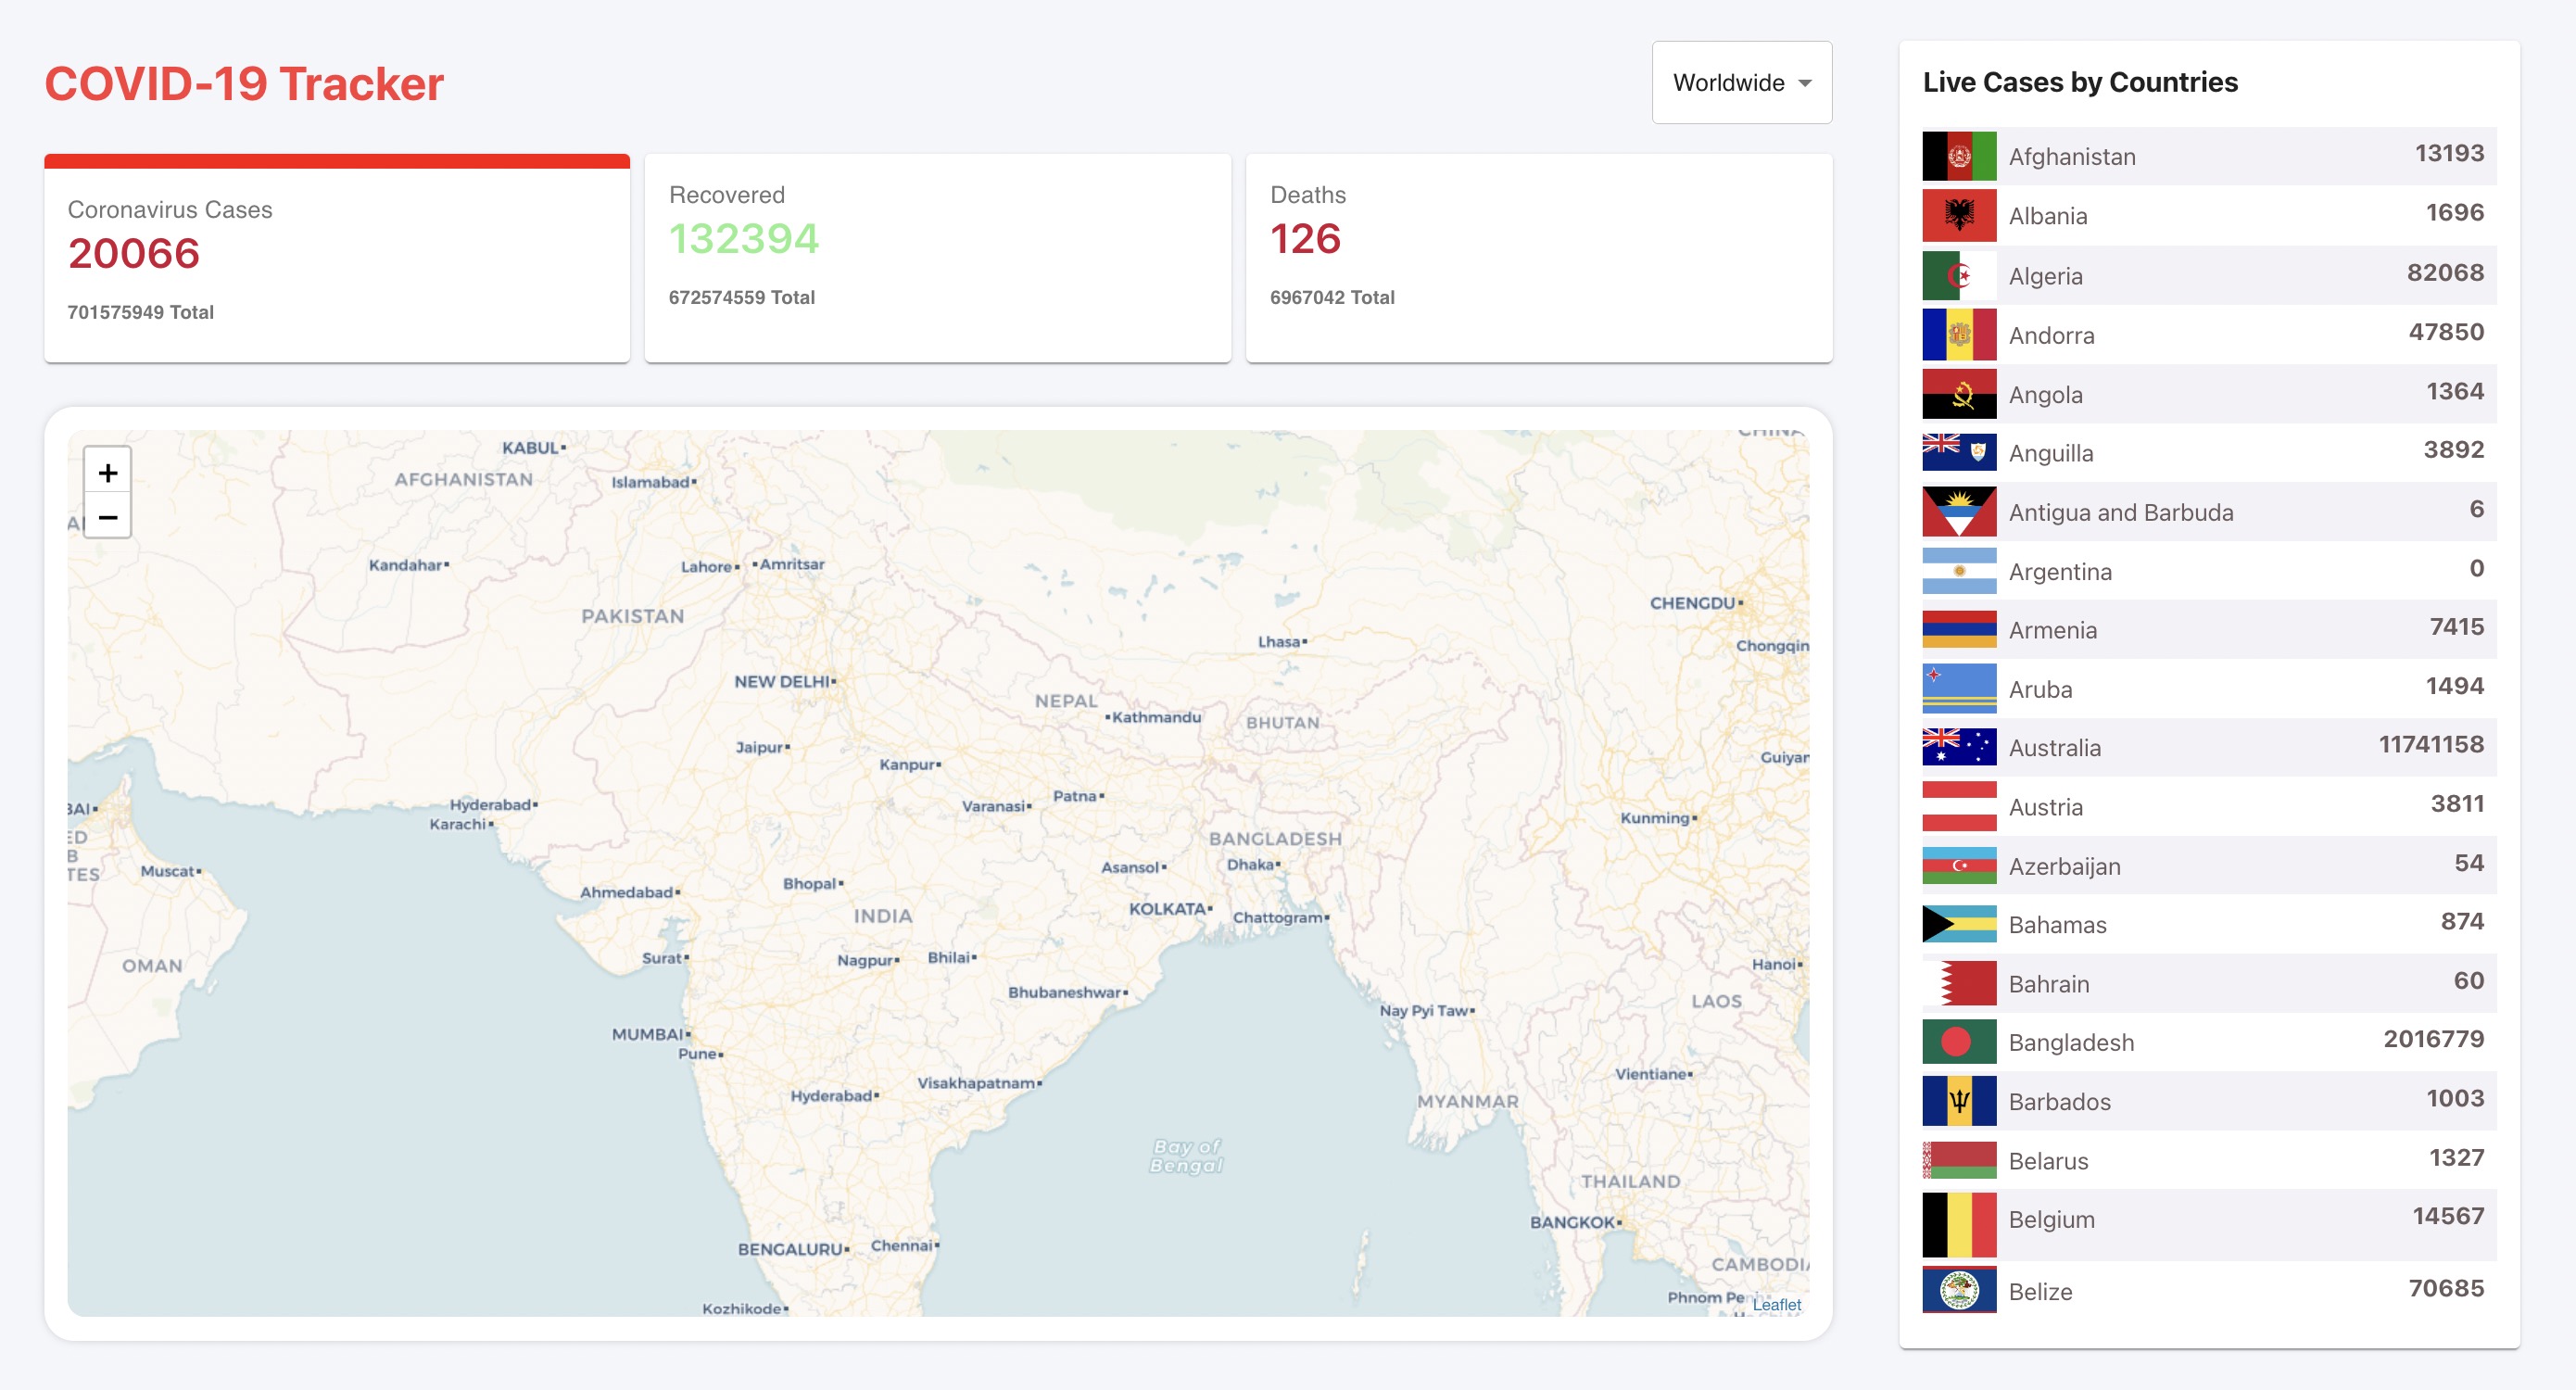 COVID-19 Tracker
Worldwide
Coronavirus Cases
20066
701575949 Total
Recovered
132394
672574559 Total
Deaths
126
6967042 Total
+
−
KABUL
AFGHANISTAN
Islamabad
Kandahar
Lahore
Amritsar
PAKISTAN
CHENGDU
Lhasa
NEW DELHI
NEPAL
Kathmandu
BHUTAN
Jaipur
Kanpur
Hyderabad
Karachi
Varanasi
Patna
Kunming
BANGLADESH
Muscat
Asansol
Dhaka
Ahmedabad
Bhopal
INDIA
KOLKATA
Chattogram
OMAN
Surat
Nagpur
Bhilai
Hanoi
Bhubaneshwar
LAOS
Nay Pyi Taw
MUMBAI
Pune
Visakhapatnam
Vientiane
Hyderabad
MYANMAR
Bay of
Bengal
THAILAND
BANGKOK
BENGALURU
Chennai
Kozhikode
Leaflet
Live Cases by Countries
Afghanistan 13193
Albania 1696
Algeria 82068
Andorra 47850
Angola 1364
Anguilla 3892
Antigua and Barbuda 6
Argentina 0
Armenia 7415
Aruba 1494
Australia 11741158
Austria 3811
Azerbaijan 54
Bahamas 874
Bahrain 60
Bangladesh 2016779
Barbados 1003
Belarus 1327
Belgium 14567
Belize 70685